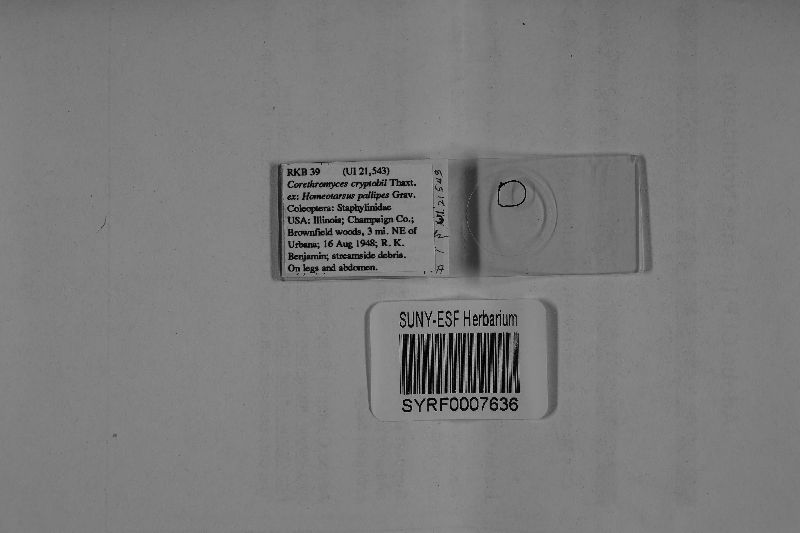 RKB 39 (UI 21,543)
Corethromyces cryptobii Thaxt.
ex: Homeotarsus pallipes Grav.
Coleoptera: Staphylinidae
USA: Illinois; Champaign Co.;
Brownfield woods, 3 mi. NE of
Urbana; 16 Aug 1948; R. K.
Benjamin; streamside debris.
On legs and abdomen.
21543
SUNY-ESF Herbarium
SYRF0007636